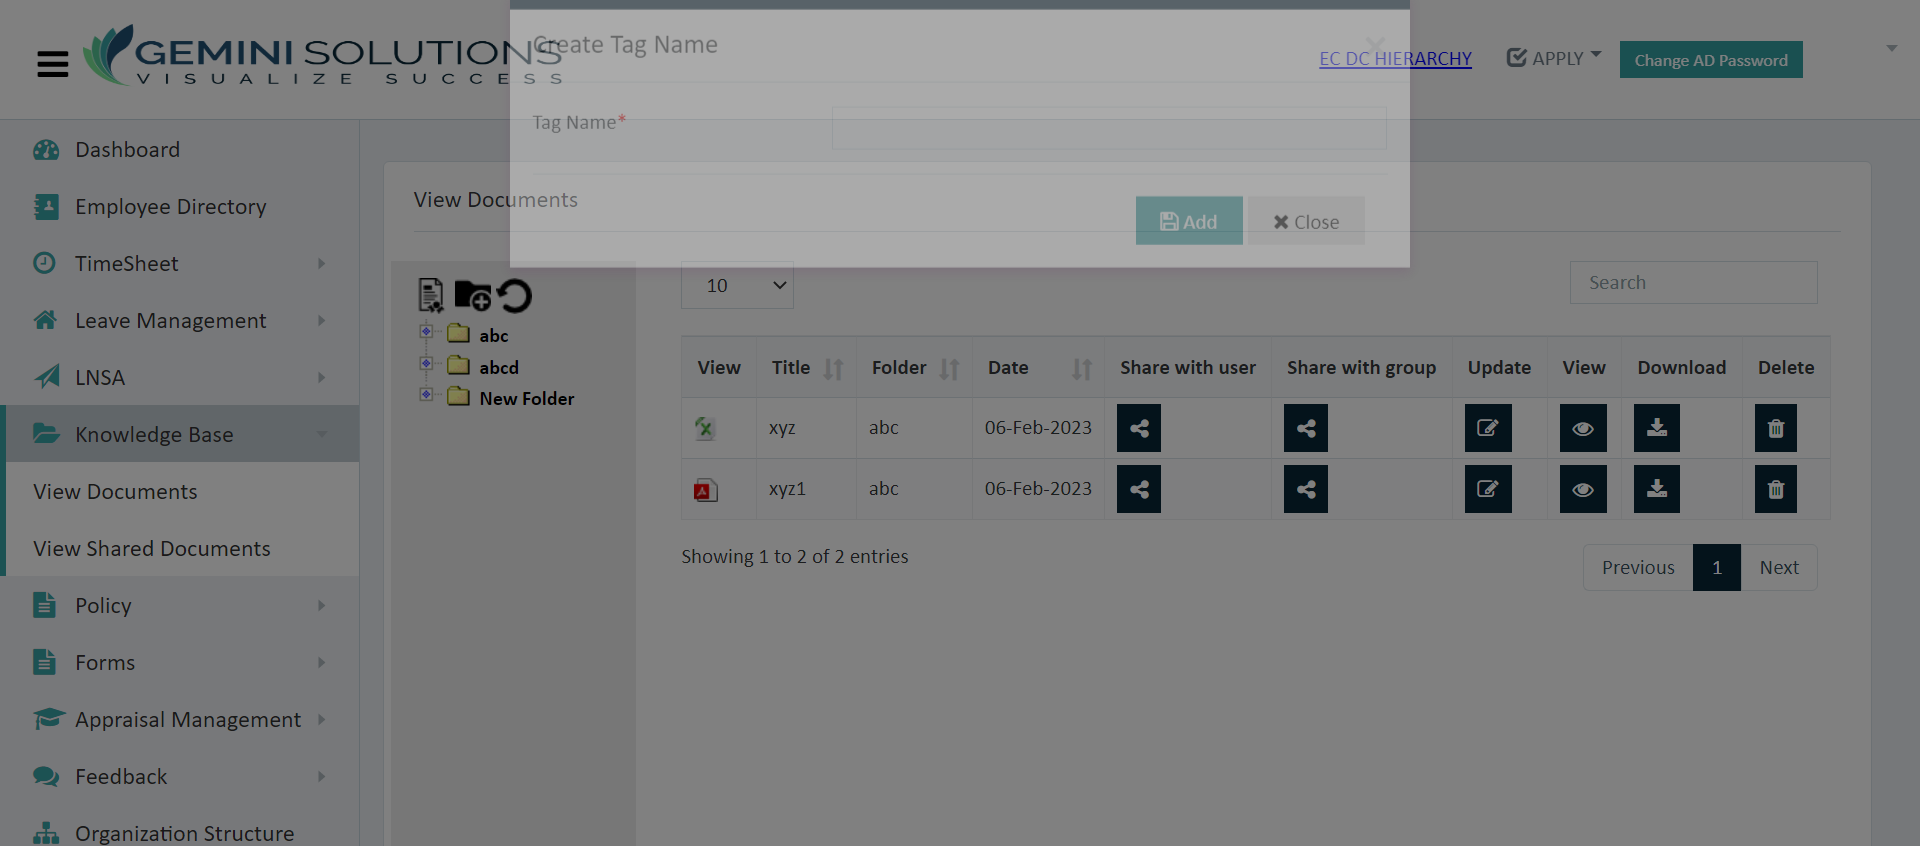 GEMINI SOLUTIONS
VISUALIZE SUCCESS
Create Tag Name
EC DC HIERARCHY
APPLY
Change AD Password
Tag Name*
Add
Close
Dashboard
Employee Directory
TimeSheet
Leave Management
LNSA
Knowledge Base
View Documents
View Shared Documents
Policy
Forms
Appraisal Management
Feedback
Organization Structure
View Documents
abc
abcd
New Folder
10
Search
View Title Folder Date Share with user Share with group Update View Download Delete
xyz abc 06-Feb-2023
xyz1 abc 06-Feb-2023
Showing 1 to 2 of 2 entries
Previous 1 Next